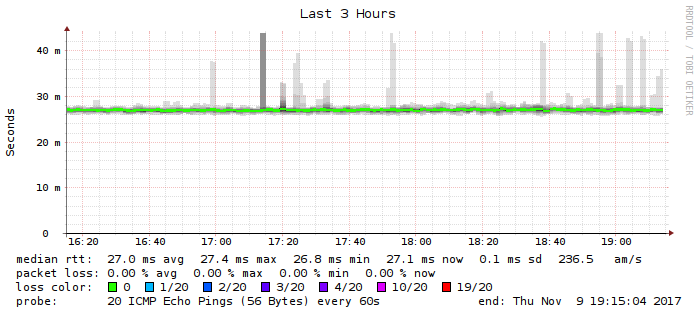 Last 3 Hours
RRDTOOL / TOBI OETIKER
Seconds
40 m
30 m
20 m
10 m
0
16:20 16:40 17:00 17:20 17:40 18:00 18:20 18:40 19:00
median rtt: 27.0 ms avg 27.4 ms max 26.8 ms min 27.1 ms now 0.1 ms sd 236.5 am/s
packet loss: 0.00 % avg 0.00 % max 0.00 % min 0.00 % now
loss color: 0 1/20 2/20 3/20 4/20 10/20 19/20
probe: 20 ICMP Echo Pings (56 Bytes) every 60s end: Thu Nov 9 19:15:04 2017